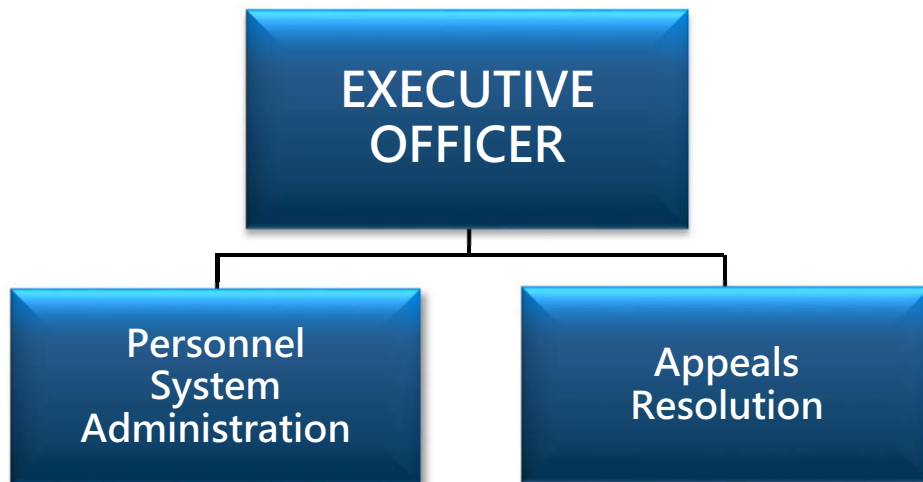 EXECUTIVE
OFFICER
Personnel
System
Administration
Appeals
Resolution